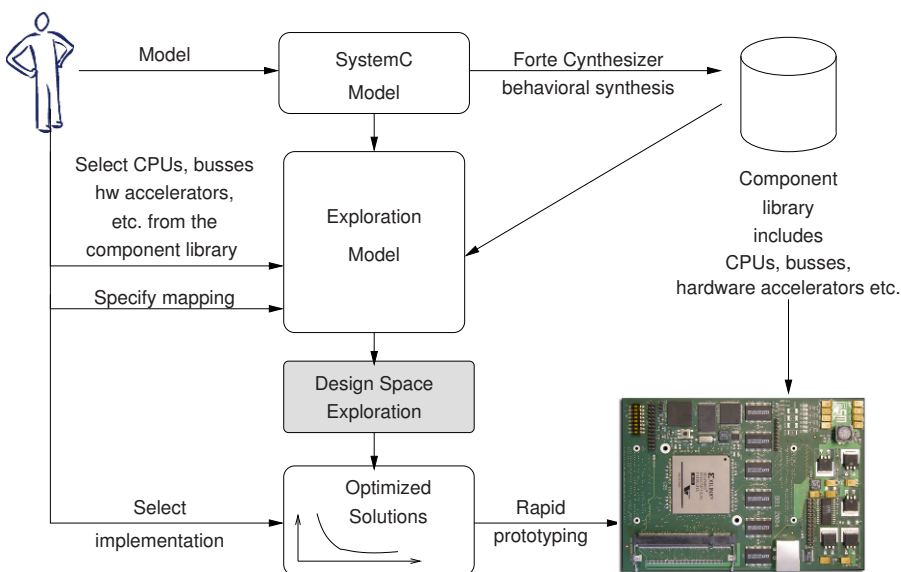 Model
SystemC
Model
Forte Cynthesizer
behavioral synthesis
Select CPUs, busses
hw accelerators,
etc. from the
component library
Exploration
Model
Component
library
includes
CPUs, busses,
hardware accelerators etc.
Specify mapping
Design Space
Exploration
Select
implementation
Optimized
Solutions
Rapid
prototyping
XILINX